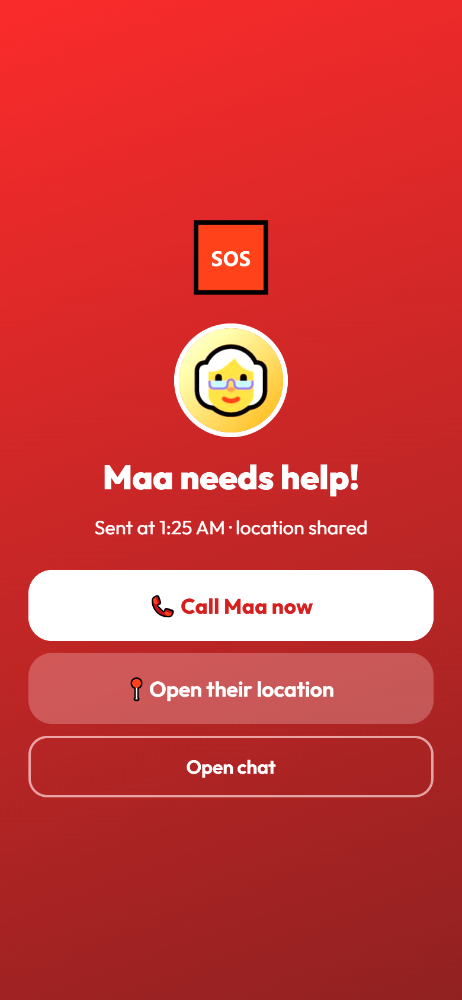 SOS
Maa needs help!
Sent at 1:25 AM · location shared
Call Maa now
Open their location
Open chat